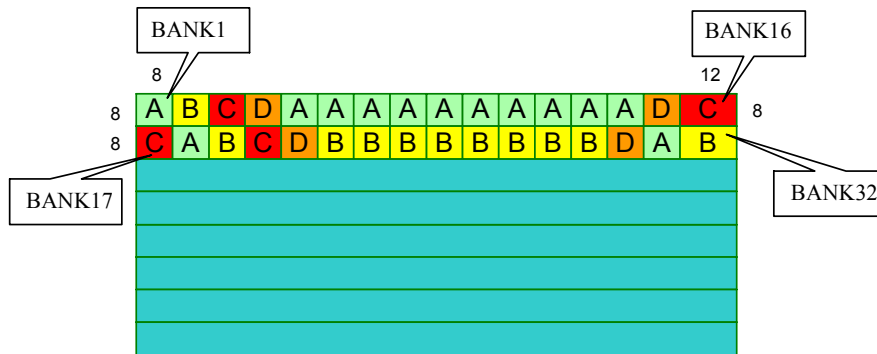 BANK1 BANK16
8 12
8 A B C D A A A A A A A A A A D C 8
8 C A B C D B B B B B B B B D A B
BANK17 BANK32